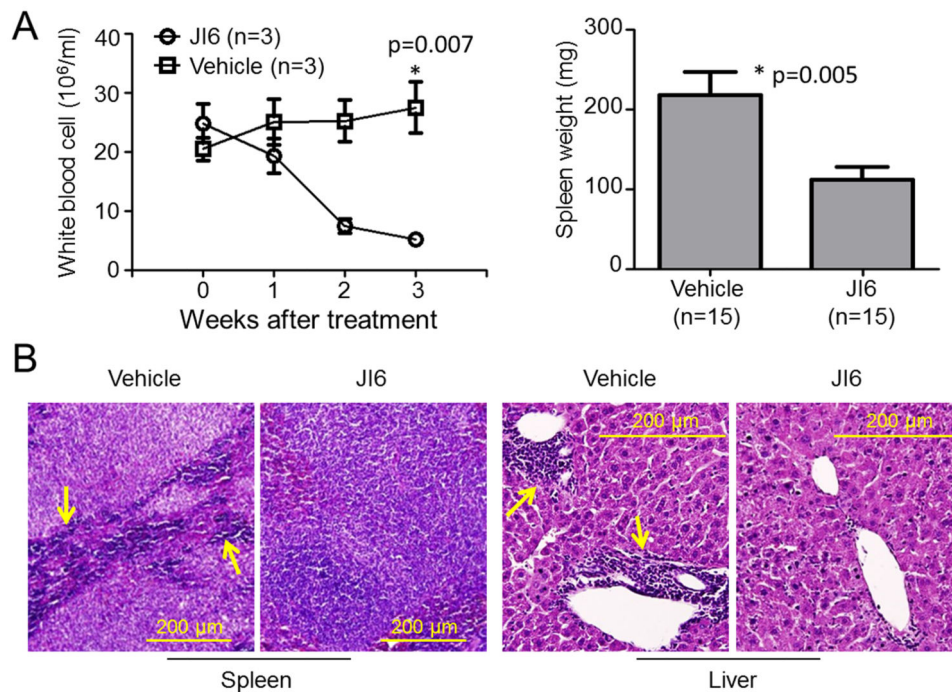 A
JI6 (n=3)
Vehicle (n=3)
p=0.007
*
White blood cell (10⁶/ml)
40
30
20
10
0
0 1 2 3
Weeks after treatment
Spleen weight (mg)
300
200
100
0
* p=0.005
Vehicle
(n=15)
JI6
(n=15)
B
Vehicle JI6 Vehicle JI6
200 µm
200 µm
200 µm
200 µm
Spleen Liver